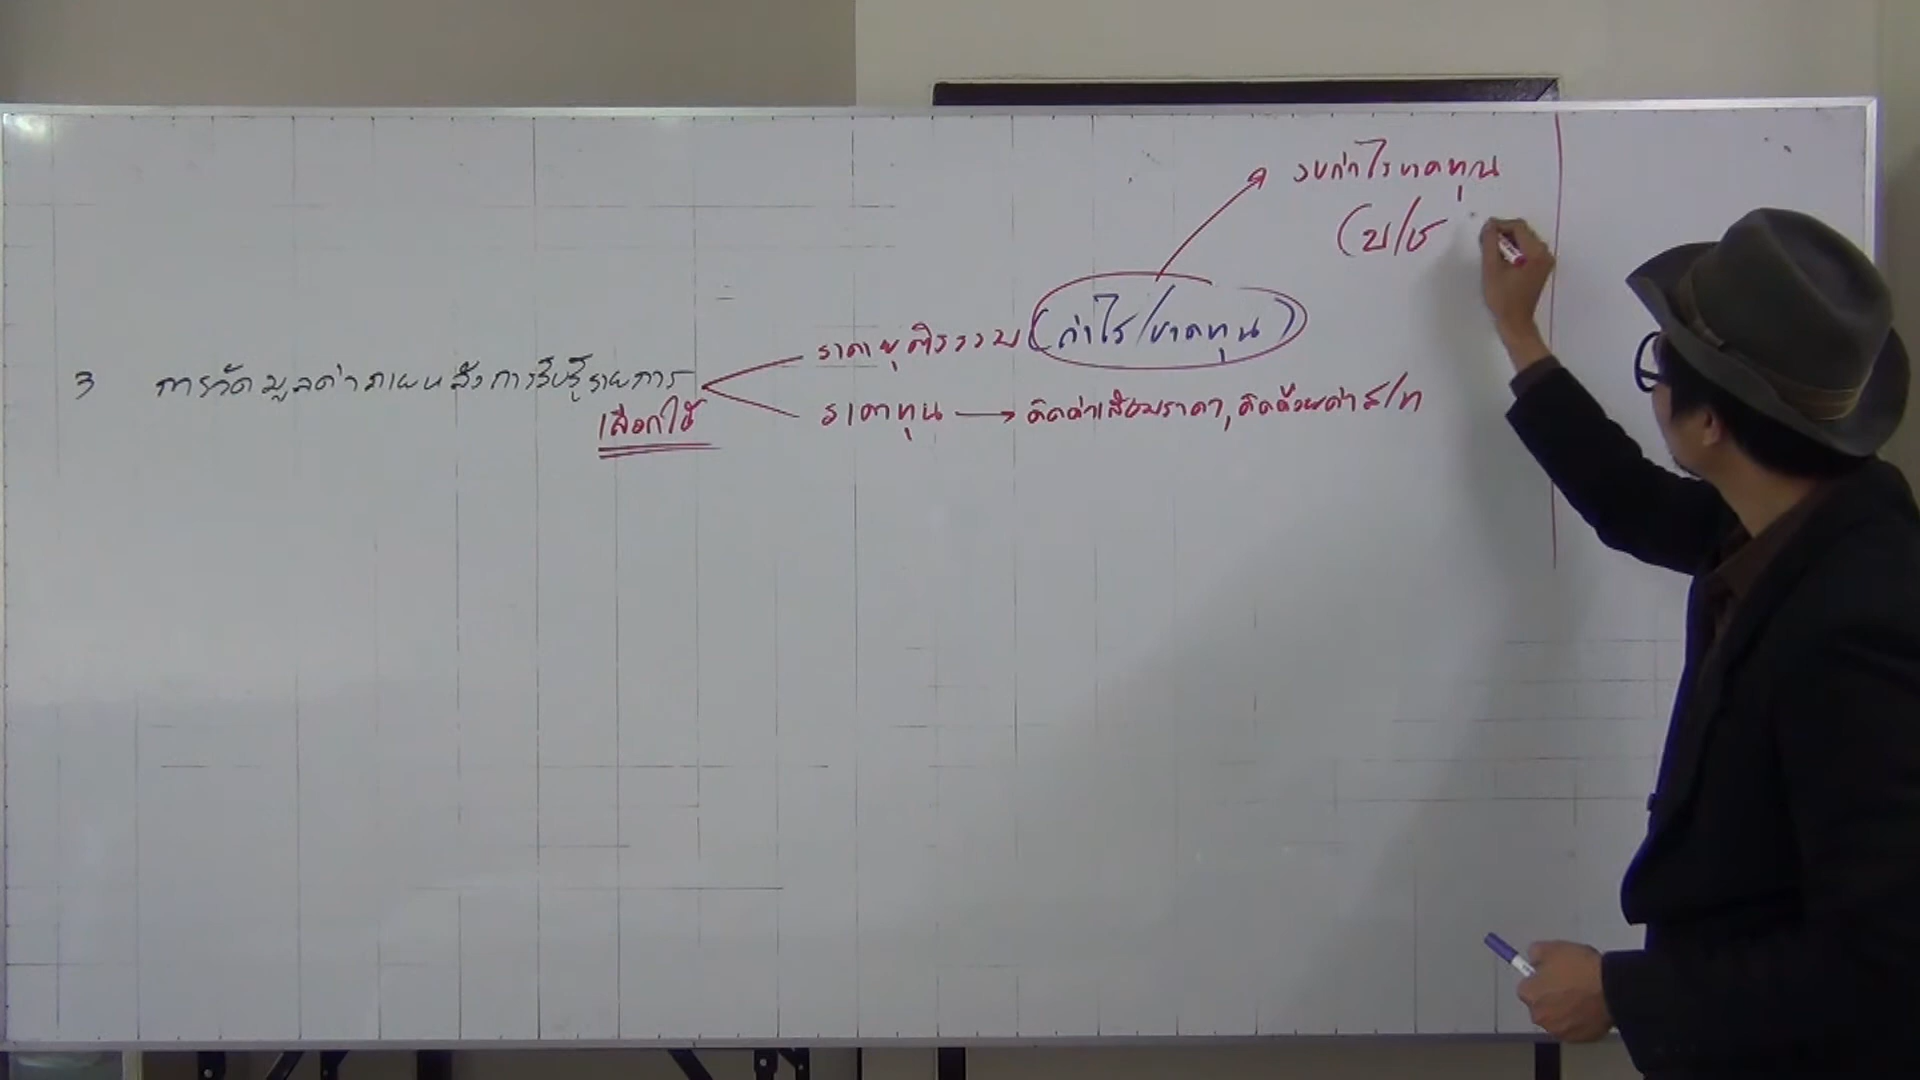 งบกำไรขาดทุน
(บ/ช
ราคายุติธรรม (กำไร/ขาดทุน)
3 การวัดมูลค่าภายหลังการรับรู้รายการ
เลือกใช้
ราคาทุน → คิดค่าเสื่อมราคา, คิดด้อยค่า ส/ท